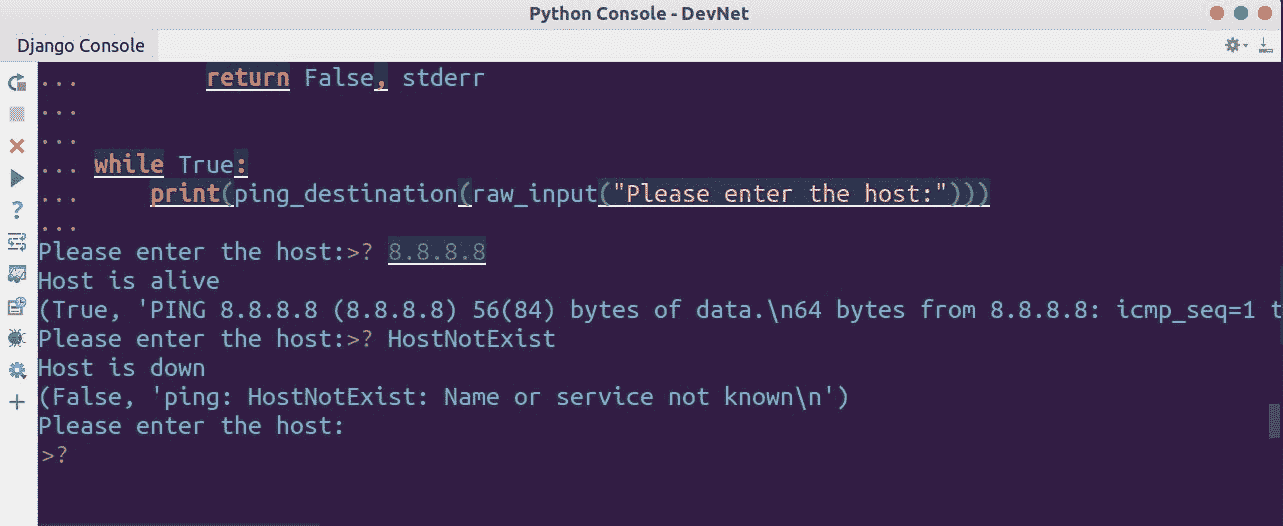 Python Console - DevNet
Django Console
... return False, stderr
...
...
... while True:
... print(ping_destination(raw_input("Please enter the host:")))
...
Please enter the host:>? 8.8.8.8
Host is alive
(True, 'PING 8.8.8.8 (8.8.8.8) 56(84) bytes of data.\n64 bytes from 8.8.8.8: icmp_seq=1 t
Please enter the host:>? HostNotExist
Host is down
(False, 'ping: HostNotExist: Name or service not known\n')
Please enter the host:
>?